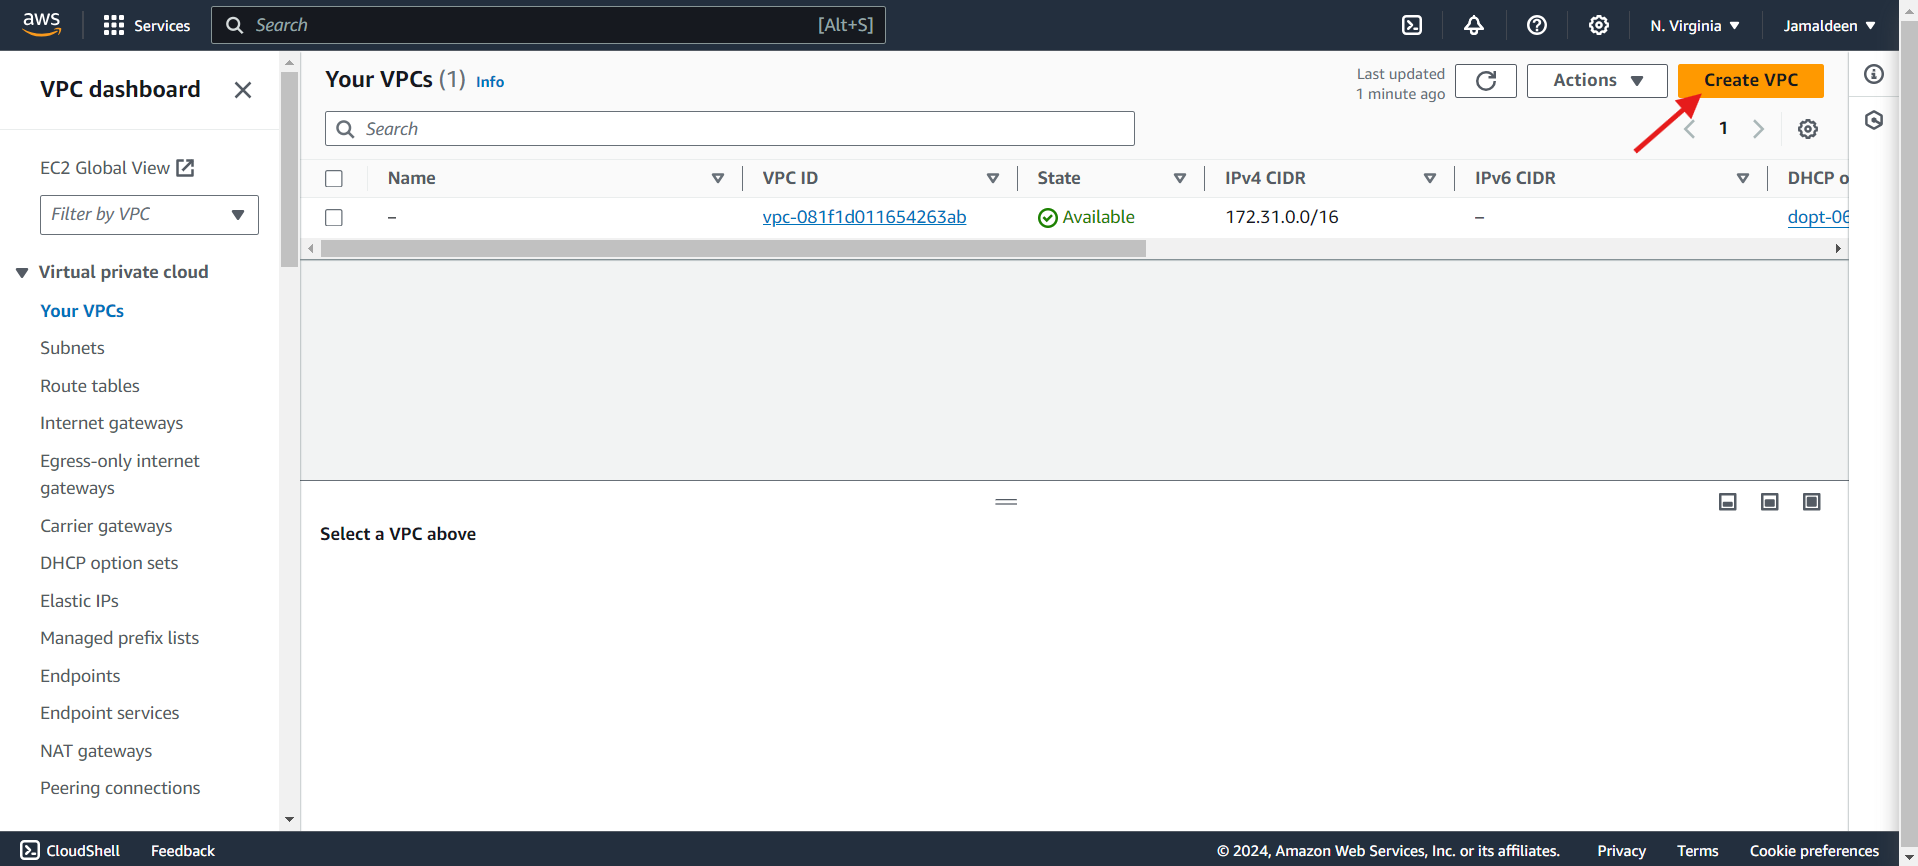 aws
Services
Search
[Alt+S]
N. Virginia
Jamaldeen
VPC dashboard
EC2 Global View
Filter by VPC
Virtual private cloud
Your VPCs
Subnets
Route tables
Internet gateways
Egress-only internet
gateways
Carrier gateways
DHCP option sets
Elastic IPs
Managed prefix lists
Endpoints
Endpoint services
NAT gateways
Peering connections
Your VPCs (1) Info
Last updated
1 minute ago
Actions
Create VPC
Search
1
Name VPC ID State IPv4 CIDR IPv6 CIDR DHCP o
– vpc-081f1d011654263ab Available 172.31.0.0/16 – dopt-06
Select a VPC above
CloudShell Feedback © 2024, Amazon Web Services, Inc. or its affiliates. Privacy Terms Cookie preferences